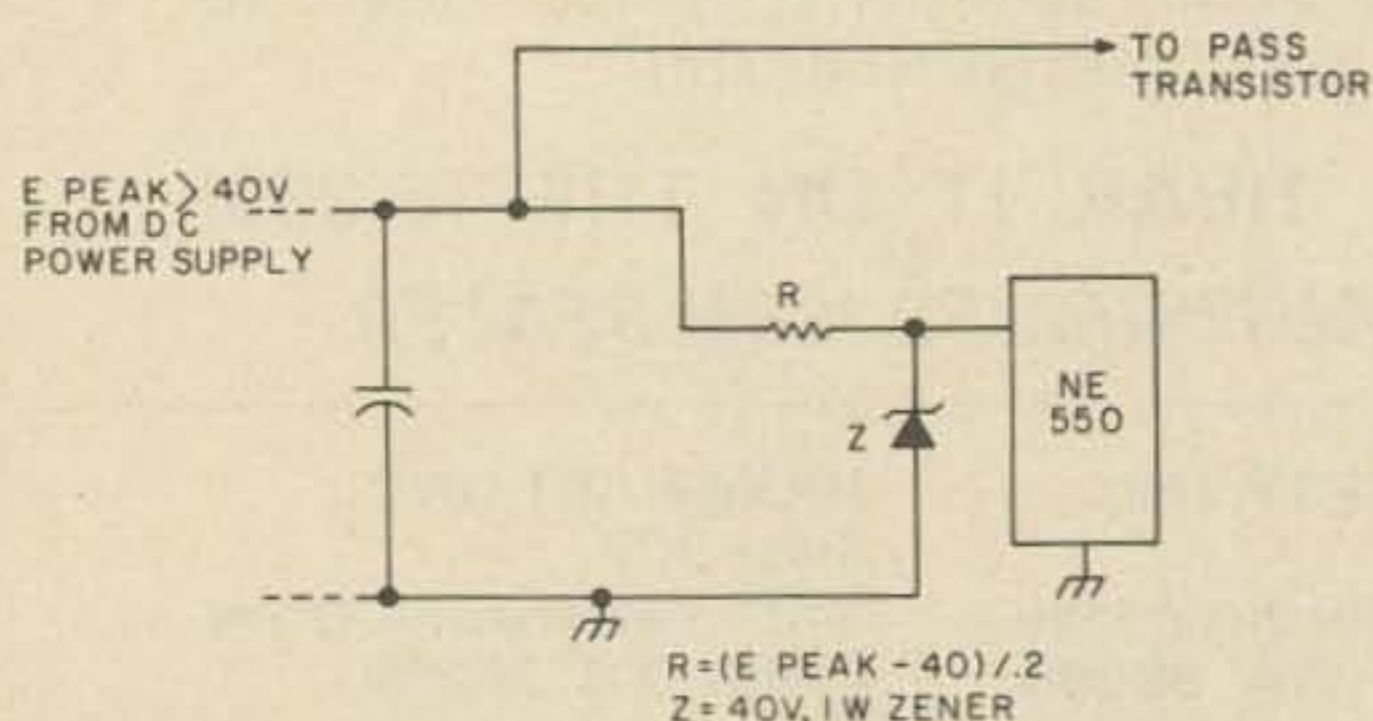 TO PASS
TRANSISTOR
E PEAK > 40V
FROM DC
POWER SUPPLY
R
NE
550
Z
R=(E PEAK - 40)/.2
Z= 40V, 1W ZENER